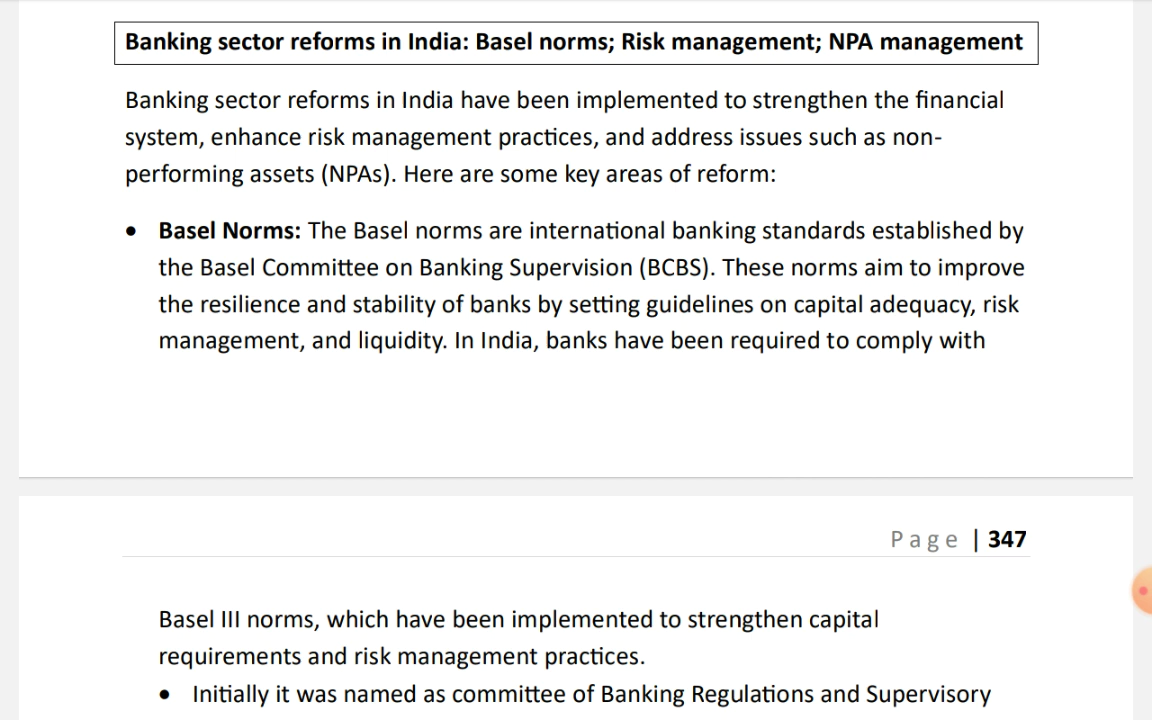 Banking sector reforms in India: Basel norms; Risk management; NPA management
Banking sector reforms in India have been implemented to strengthen the financial
system, enhance risk management practices, and address issues such as non-
performing assets (NPAs). Here are some key areas of reform:
• Basel Norms: The Basel norms are international banking standards established by
the Basel Committee on Banking Supervision (BCBS). These norms aim to improve
the resilience and stability of banks by setting guidelines on capital adequacy, risk
management, and liquidity. In India, banks have been required to comply with
Page | 347
Basel III norms, which have been implemented to strengthen capital
requirements and risk management practices.
• Initially it was named as committee of Banking Regulations and Supervisory